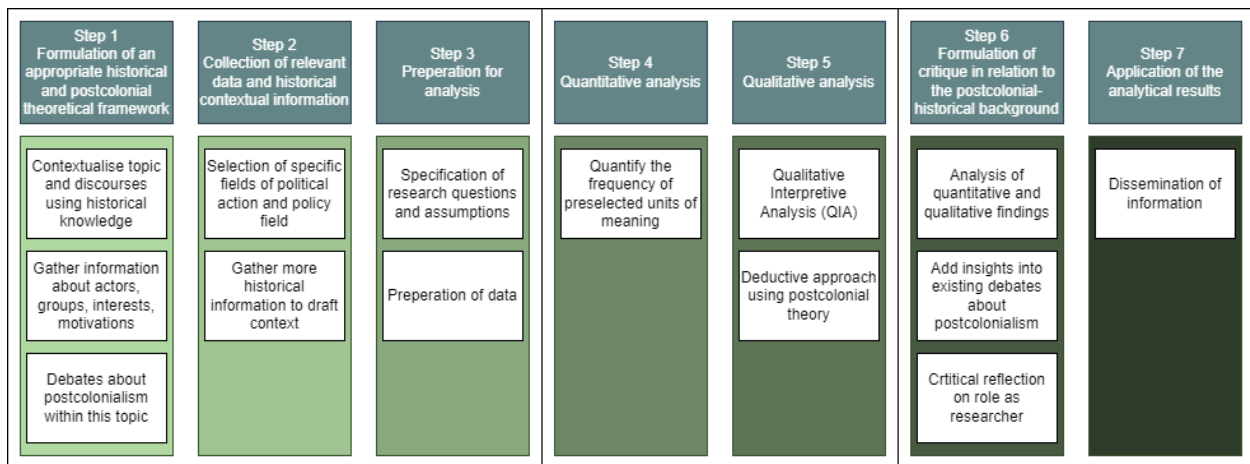 Step 1
Formulation of an
appropriate historical
and postcolonial
theoretical framework
Contextualise topic
and discourses
using historical
knowledge
Gather information
about actors,
groups, interests,
motivations
Debates about
postcolonialism
within this topic
Step 2
Collection of relevant
data and historical
contextual information
Selection of specific
fields of political
action and policy
field
Gather more
historical
information to draft
context
Step 3
Preperation for
analysis
Specification of
research questions
and assumptions
Preperation of data
Step 4
Quantitative analysis
Quantify the
frequency of
preselected units of
meaning
Step 5
Qualitative analysis
Qualitative
Interpretive
Analysis (QIA)
Deductive approach
using postcolonial
theory
Step 6
Formulation of
critique in relation to
the postcolonial-
historical background
Analysis of
quantitative and
qualitative findings
Add insights into
existing debates
about
postcolonialism
Crtitical reflection
on role as
researcher
Step 7
Application of the
analytical results
Dissemination of
information